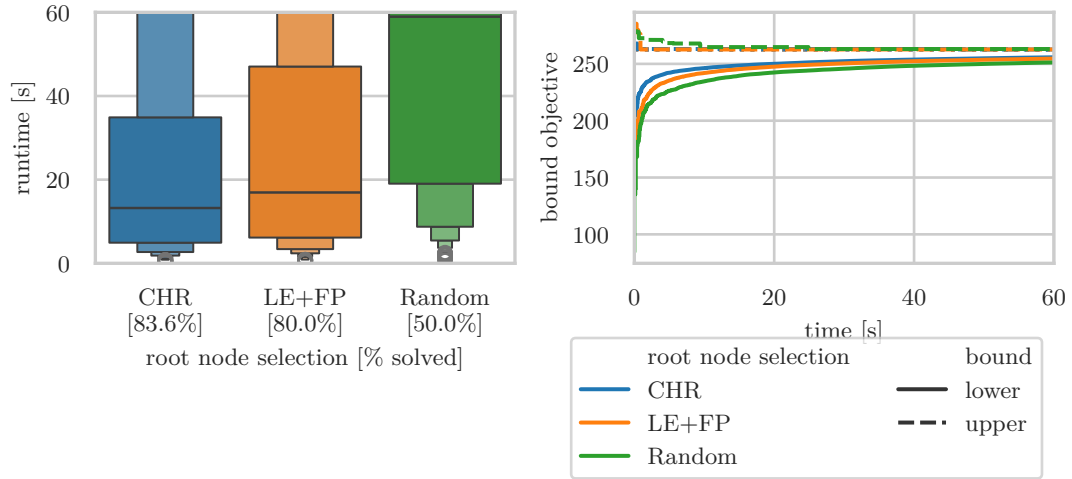 runtime [s]
60
40
20
0
CHR
[83.6%]
LE+FP
[80.0%]
Random
[50.0%]
root node selection [% solved]
bound objective
250
200
150
100
0
20
40
60
time [s]
root node selection
CHR
LE+FP
Random
bound
lower
upper